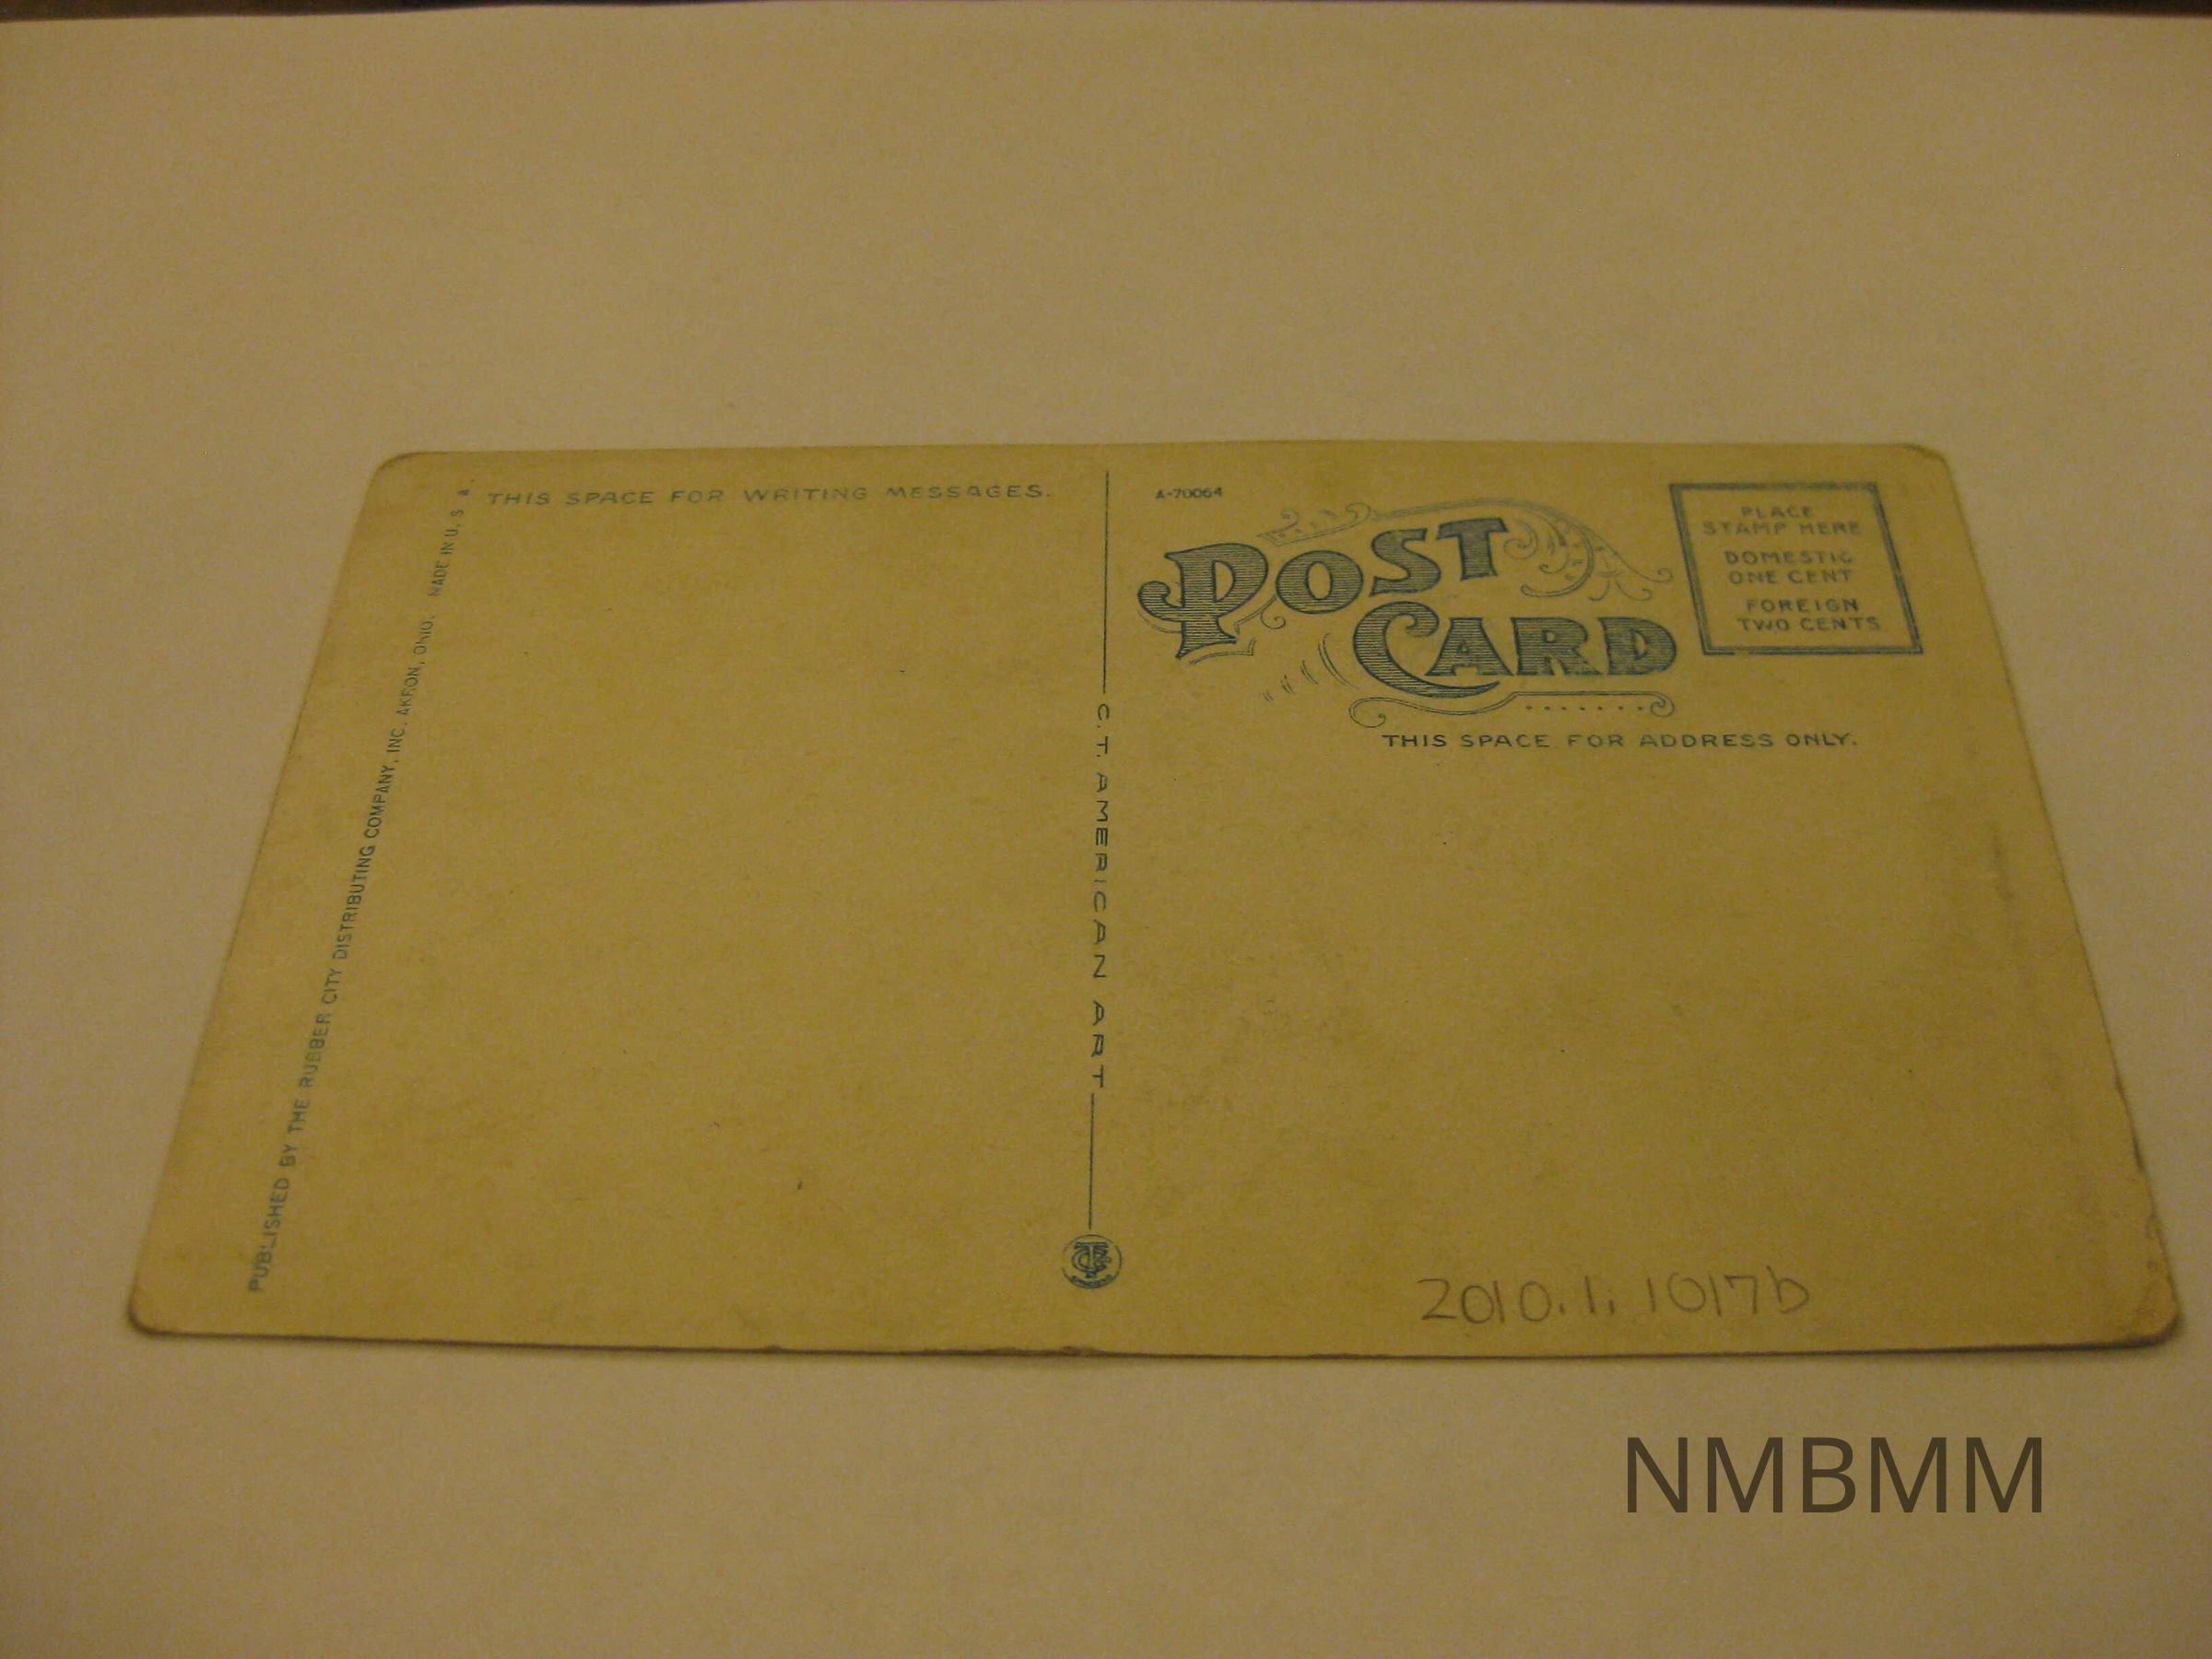 PUBLISHED BY THE RUBBER CITY DISTRIBUTING COMPANY, INC. AKRON, OHIO. MADE IN U. S. A.
THIS SPACE FOR WRITING MESSAGES.
C. T. AMERICAN ART
A-70064
POST
CARD
PLACE
STAMP HERE
DOMESTIC
ONE CENT
FOREIGN
TWO CENTS
THIS SPACE FOR ADDRESS ONLY.
2010.1.1017b
NMBMM